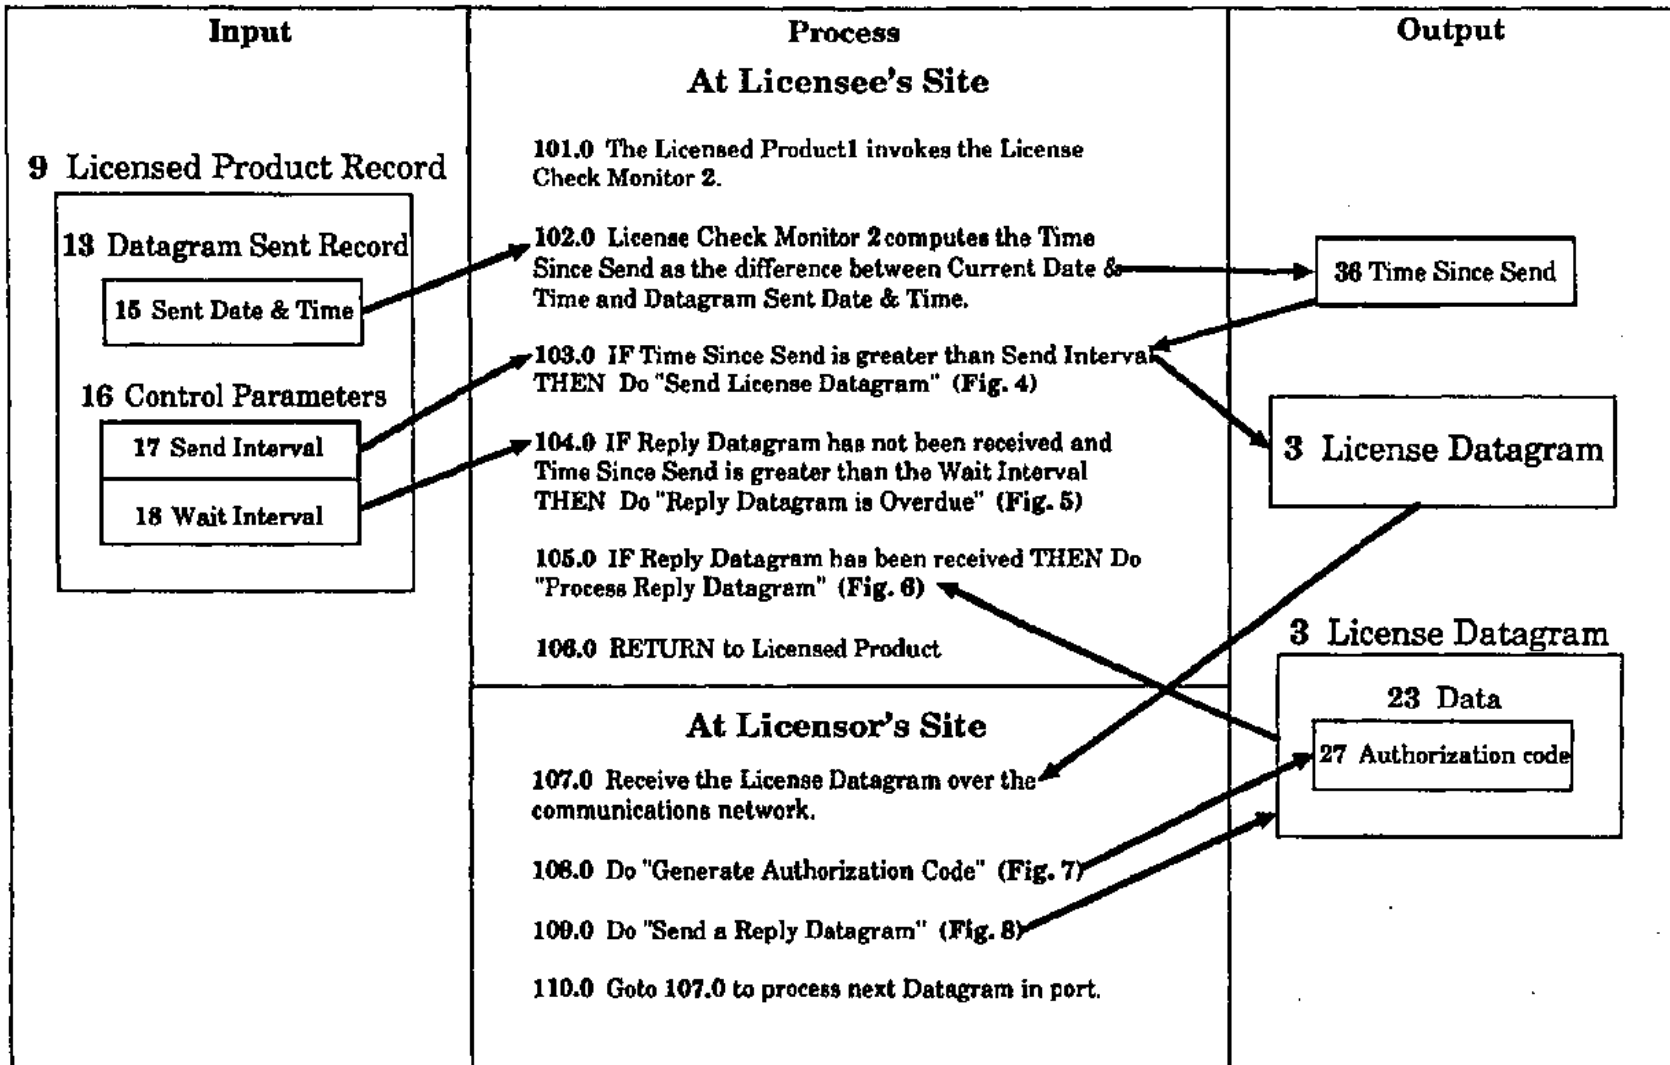 Input
Process
Output
At Licensee's Site
9 Licensed Product Record
13 Datagram Sent Record
15 Sent Date & Time
16 Control Parameters
17 Send Interval
18 Wait Interval
101.0 The Licensed Product1 invokes the License
Check Monitor 2.
102.0 License Check Monitor 2 computes the Time
Since Send as the difference between Current Date &
Time and Datagram Sent Date & Time.
103.0 IF Time Since Send is greater than Send Interval
THEN Do "Send License Datagram" (Fig. 4)
104.0 IF Reply Datagram has not been received and
Time Since Send is greater than the Wait Interval
THEN Do "Reply Datagram is Overdue" (Fig. 5)
105.0 IF Reply Datagram has been received THEN Do
"Process Reply Datagram" (Fig. 6)
106.0 RETURN to Licensed Product
36 Time Since Send
3 License Datagram
3 License Datagram
23 Data
27 Authorization code
At Licensor's Site
107.0 Receive the License Datagram over the
communications network.
108.0 Do "Generate Authorization Code" (Fig. 7)
109.0 Do "Send a Reply Datagram" (Fig. 8)
110.0 Goto 107.0 to process next Datagram in port.